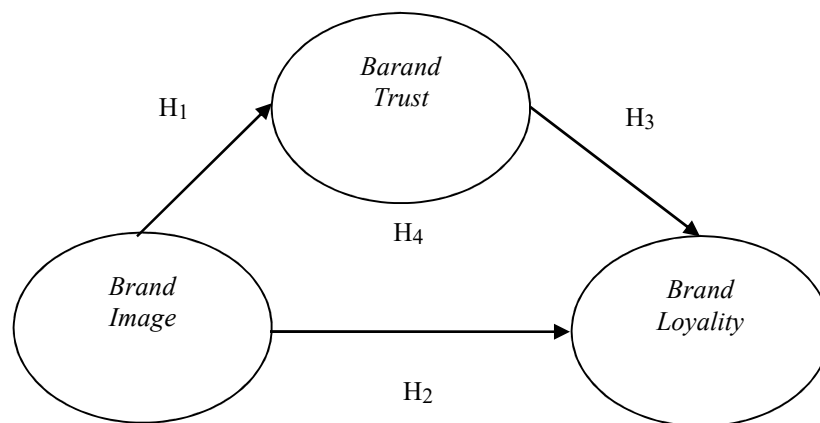 Barand
Trust
H1
H3
H4
Brand
Image
Brand
Loyality
H2